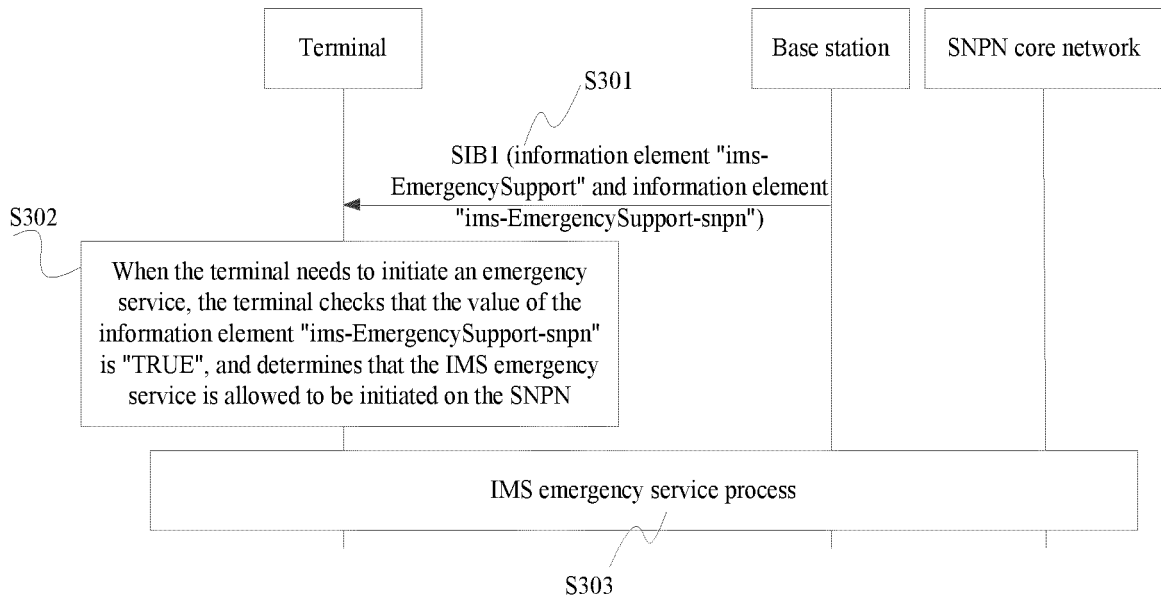 Terminal
Base station
SNPN core network
S301
SIB1 (information element "ims-
EmergencySupport" and information element
"ims-EmergencySupport-snpn")
S302
When the terminal needs to initiate an emergency
service, the terminal checks that the value of the
information element "ims-EmergencySupport-snpn"
is "TRUE", and determines that the IMS emergency
service is allowed to be initiated on the SNPN
IMS emergency service process
S303